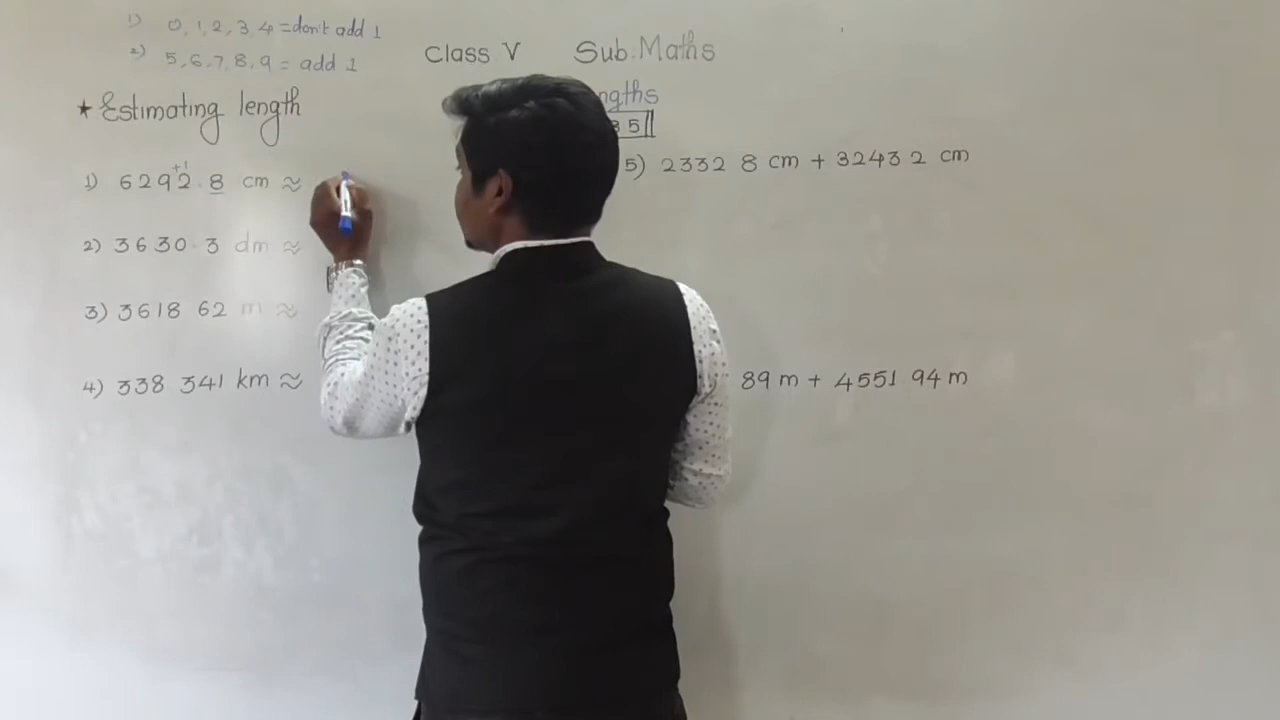 1) 0, 1, 2, 3, 4 = don't add 1
2) 5, 6, 7, 8, 9 = add 1
Class V Sub: Maths
ngths
★ Estimating length
35
+1
1) 6292.8 cm ≈
2) 3630.3 dm ≈
3) 3618 62 m ≈
4) 338 341 km ≈
5) 2332 8 cm + 3243 2 cm
89 m + 4551 94 m